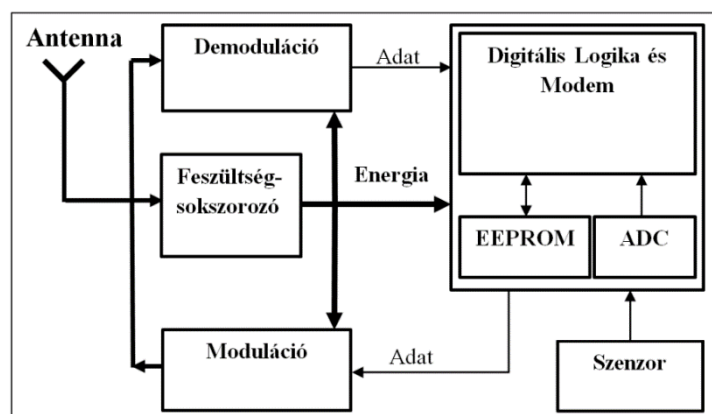 Antenna
Demoduláció
Adat
Digitális Logika és
Modem
Feszültség-
sokszorozó
Energia
EEPROM
ADC
Moduláció
Adat
Szenzor